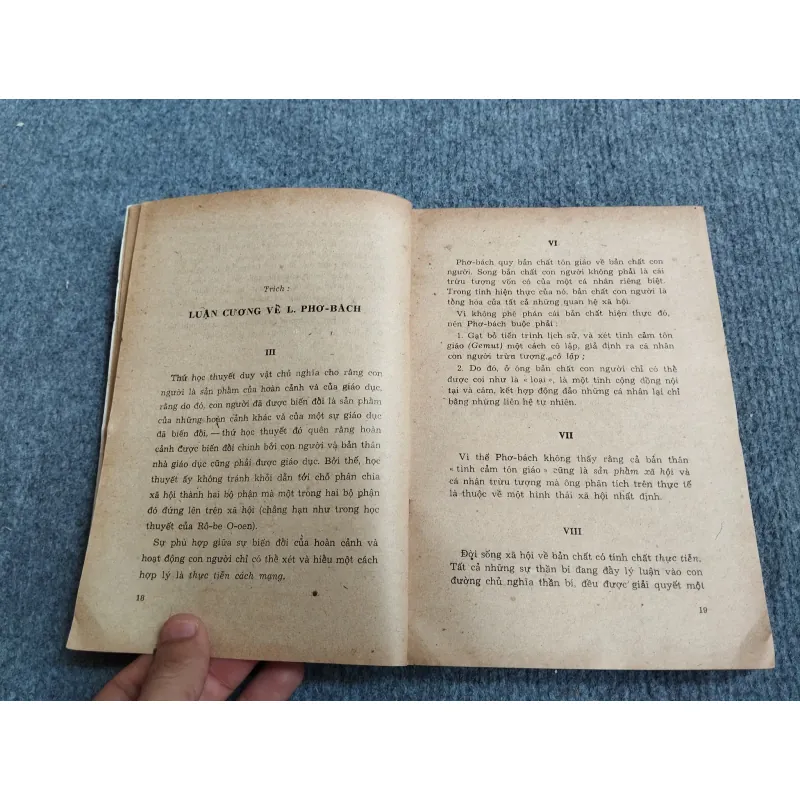 Trích :
LUẬN CƯƠNG VỀ L. PHƠ-BÁCH
III
Thứ học thuyết duy vật chủ nghĩa cho rằng con
người là sản phẩm của hoàn cảnh và của giáo dục,
rằng do đó, con người đã được biến đổi là sản phẩm
của những hoàn cảnh khác và của một sự giáo dục
đã biến đổi, — thứ học thuyết đó quên rằng hoàn
cảnh được biến đổi chính bởi con người và bản thân
nhà giáo dục cũng phải được giáo dục. Bởi thế, học
thuyết ấy không tránh khỏi dẫn tới chỗ phân chia
xã hội thành hai bộ phận mà một trong hai bộ phận
đó đứng lên trên xã hội (chẳng hạn như trong học
thuyết của Rô-be O-oen).
Sự phù hợp giữa sự biến đổi của hoàn cảnh và
hoạt động con người chỉ có thể xét và hiểu một cách
hợp lý là thực tiễn cách mạng.
18
VI
Phơ-bách quy bản chất tôn giáo về bản chất con
người. Song bản chất con người không phải là cái
trừu tượng vốn có của một cá nhân riêng biệt.
Trong tính hiện thực của nó, bản chất con người là
tổng hòa của tất cả những quan hệ xã hội.
Vì không phê phán cái bản chất hiện thực đó,
nên Phơ-bách buộc phải :
1. Gạt bỏ tiến trình lịch sử, và xét tình cảm tôn
giáo (Gemut) một cách cô lập, giả định ra cá nhân
con người trừu tượng, cô lập ;
2. Do đó, ở ông bản chất con người chỉ có thể
được coi như là « loại », là một tính cộng đồng nội
tại và câm, kết hợp đông đảo những cá nhân lại chỉ
bằng những liên hệ tự nhiên.
VII
Vì thế Phơ-bách không thấy rằng cả bản thân
« tình cảm tôn giáo » cũng là sản phẩm xã hội và
cá nhân trừu tượng mà ông phân tích trên thực tế
là thuộc về một hình thái xã hội nhất định.
VIII
Đời sống xã hội về bản chất có tính chất thực tiễn.
Tất cả những sự thần bí đang đẩy lý luận vào con
đường chủ nghĩa thần bí, đều được giải quyết một
19